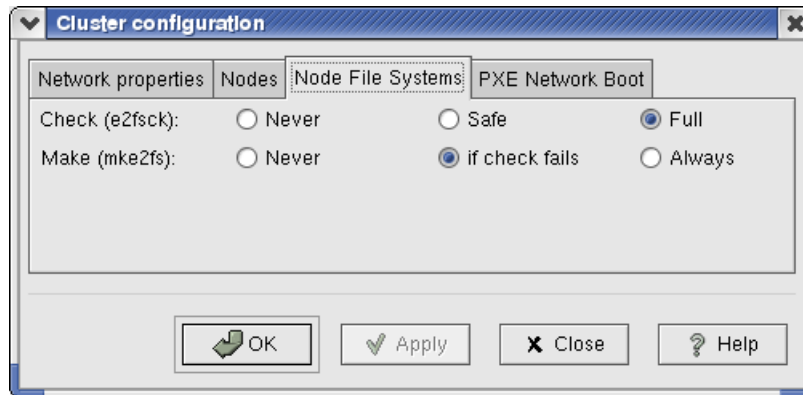 Cluster configuration
Network properties Nodes Node File Systems PXE Network Boot
Check (e2fsck): Never Safe Full
Make (mke2fs): Never if check fails Always
OK Apply Close Help